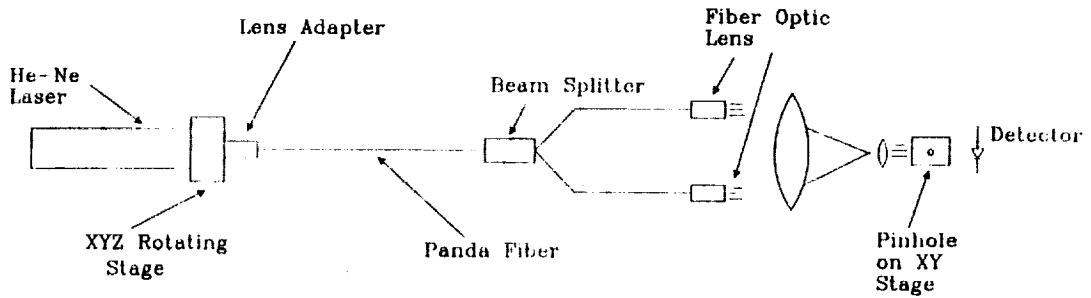 Lens Adapter
Fiber Optic
Lens
He-Ne
Laser
Beam Splitter
Detector
XYZ Rotating
Stage
Panda Fiber
Pinhole
on XY
Stage